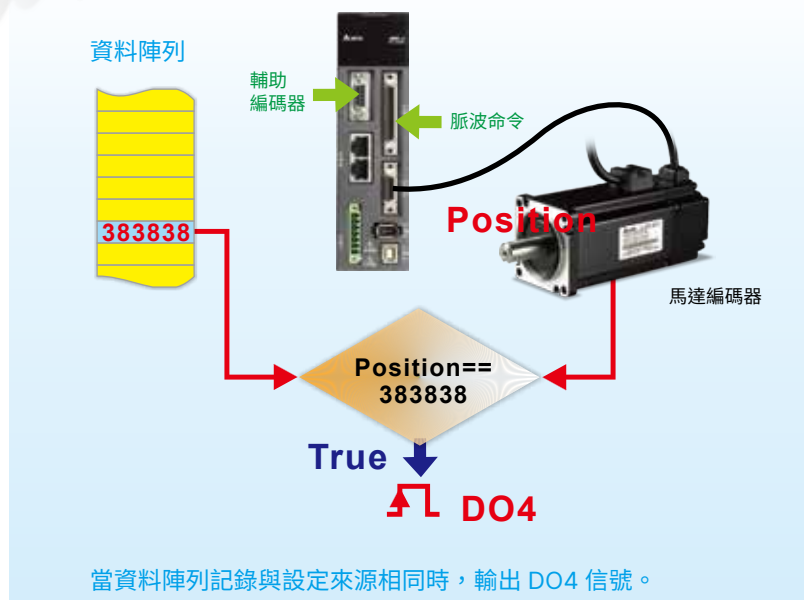 資料陣列
輔助
編碼器
脈波命令
383838
Position
馬達編碼器
Position==
383838
True
DO4
當資料陣列記錄與設定來源相同時，輸出 DO4 信號。